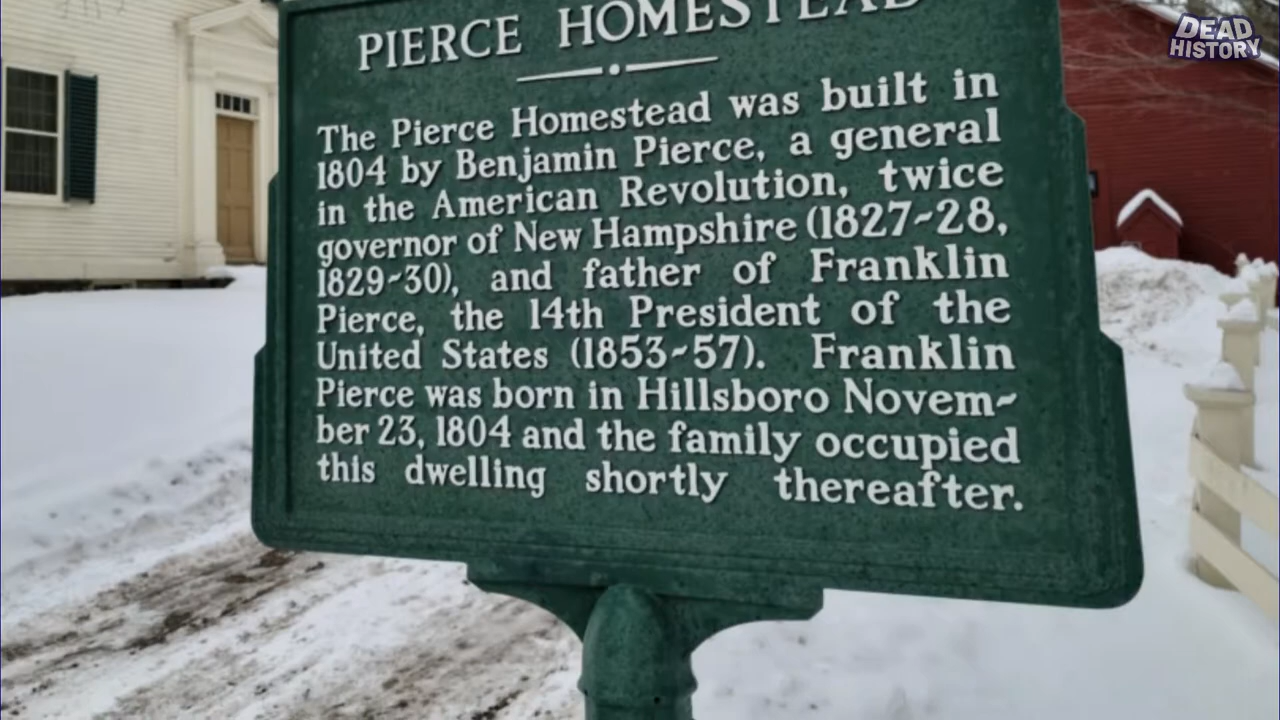 DEAD
HISTORY
PIERCE HOMESTEAD
The Pierce Homestead was built in
1804 by Benjamin Pierce, a general
in the American Revolution, twice
governor of New Hampshire (1827-28,
1829-30), and father of Franklin
Pierce, the 14th President of the
United States (1853-57). Franklin
Pierce was born in Hillsboro Novem-
ber 23, 1804 and the family occupied
this dwelling shortly thereafter.